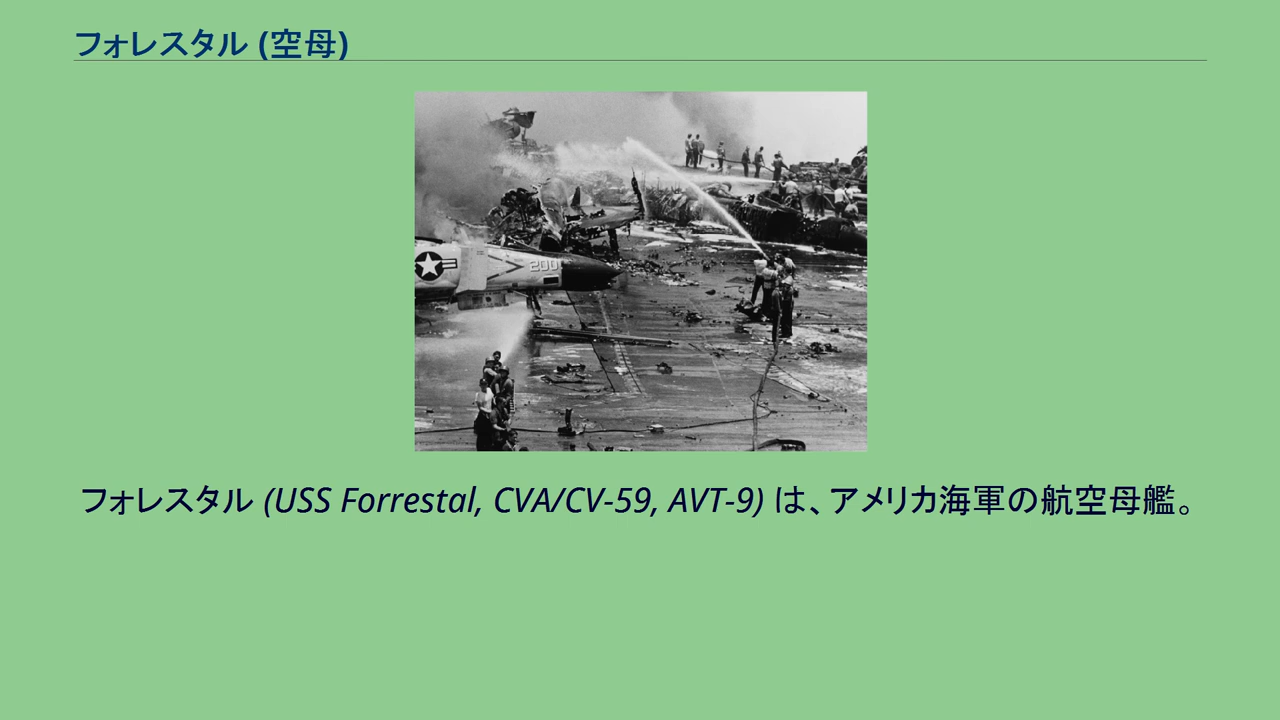 フォレスタル (空母)
200
フォレスタル (USS Forrestal, CVA/CV-59, AVT-9) は、アメリカ海軍の航空母艦。